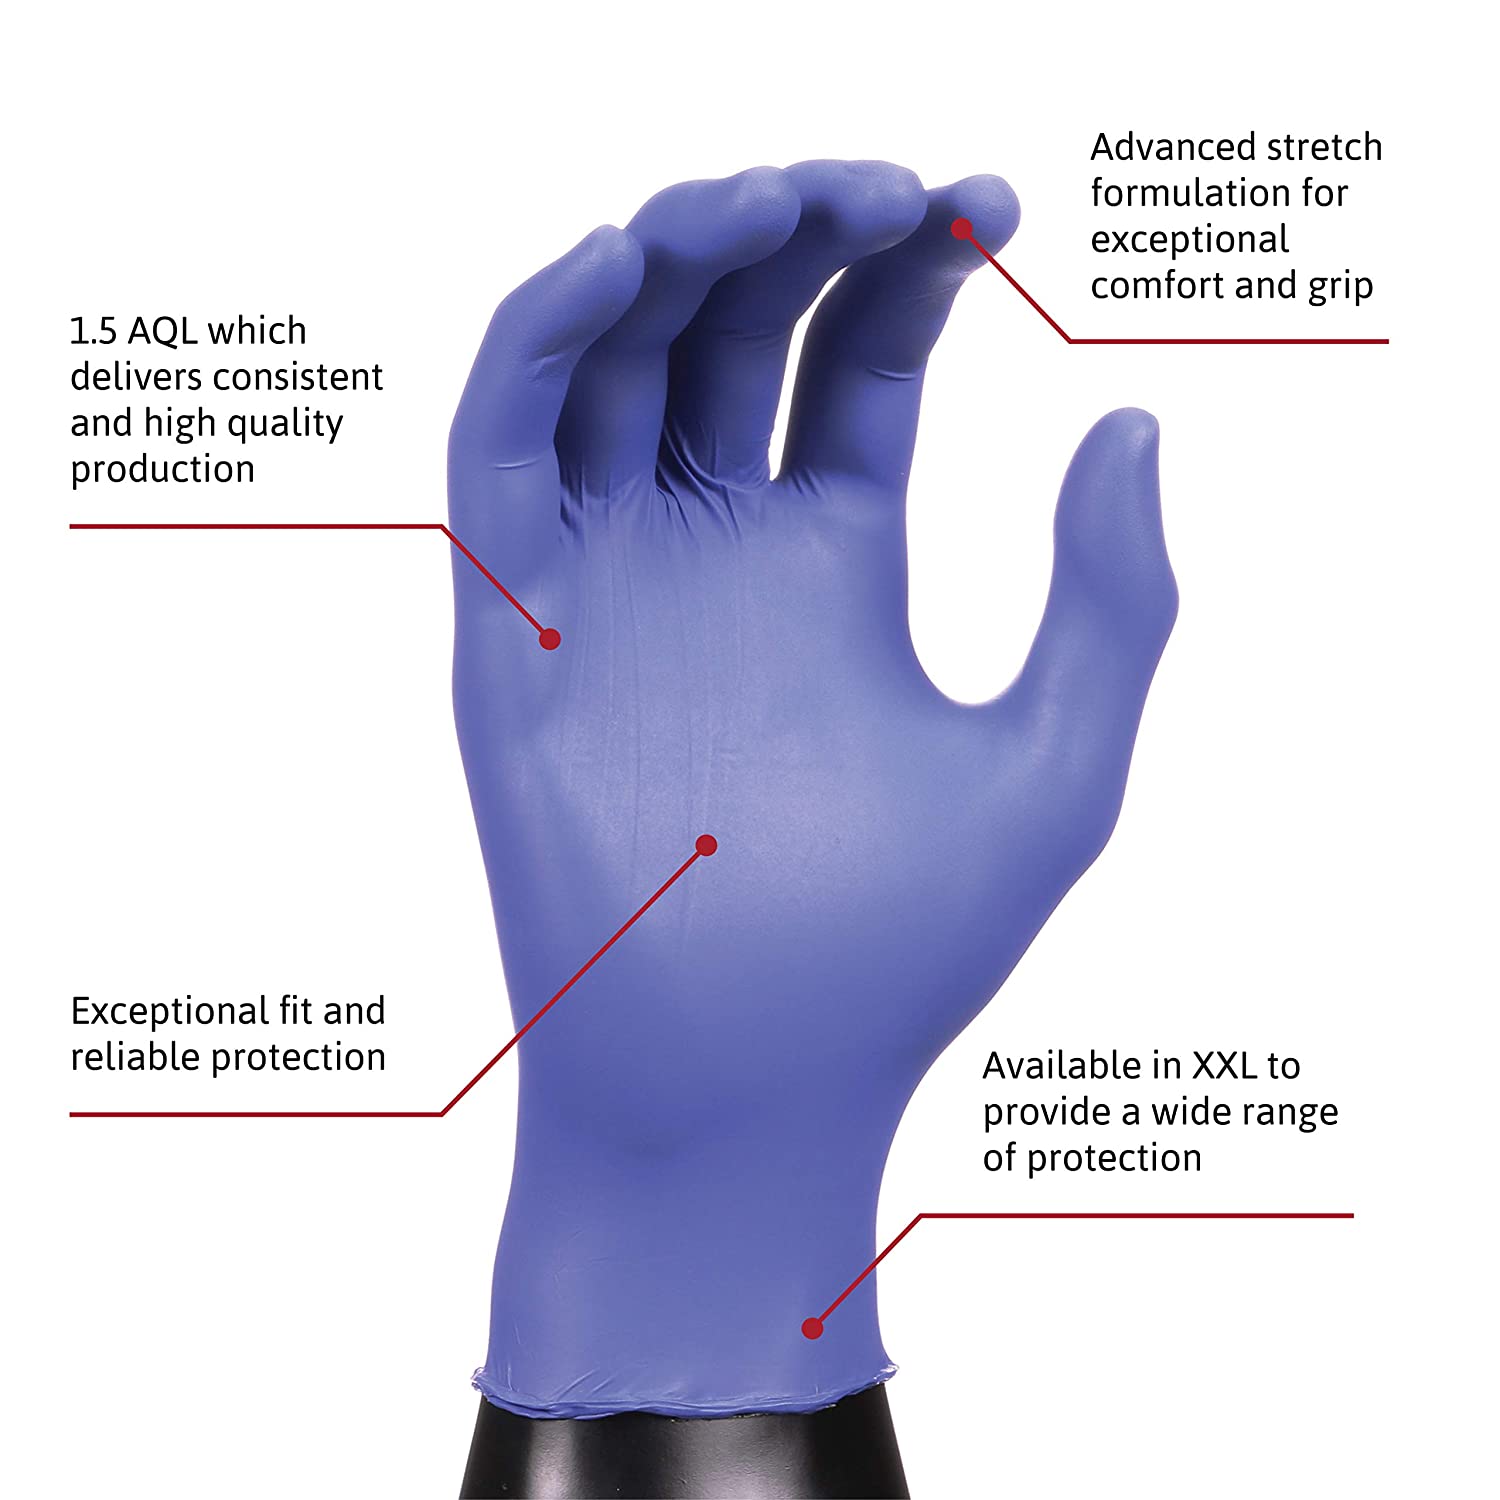 Advanced stretch
formulation for
exceptional
comfort and grip
1.5 AQL which
delivers consistent
and high quality
production
Exceptional fit and
reliable protection
Available in XXL to
provide a wide range
of protection